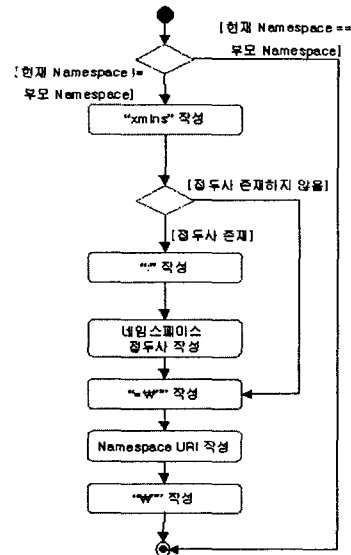 [현재 Namespace ==
부모 Namespace]
[현재 Namespace !=
부모 Namespace]
"xmlns" 작성
[접두사 존재하지 않음]
[접두사 존재]
":" 작성
네임스페이스
접두사 작성
"=₩"" 작성
Namespace URI 작성
"₩"" 작성